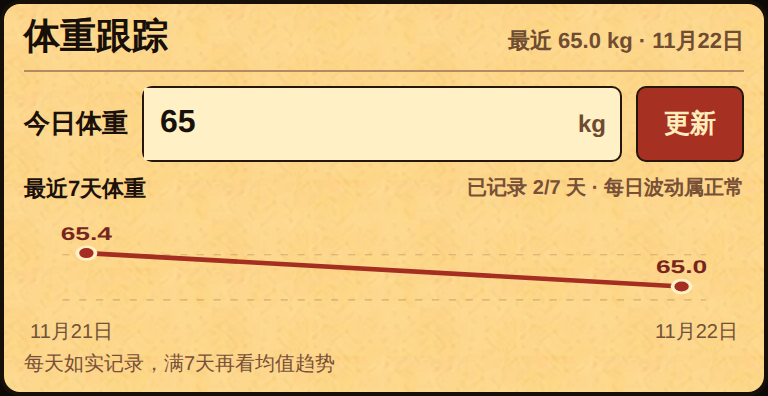 体重跟踪
最近 65.0 kg · 11月22日
今日体重 65 kg 更新
最近7天体重
已记录 2/7 天 · 每日波动属正常
65.4
65.0
11月21日
11月22日
每天如实记录，满7天再看均值趋势